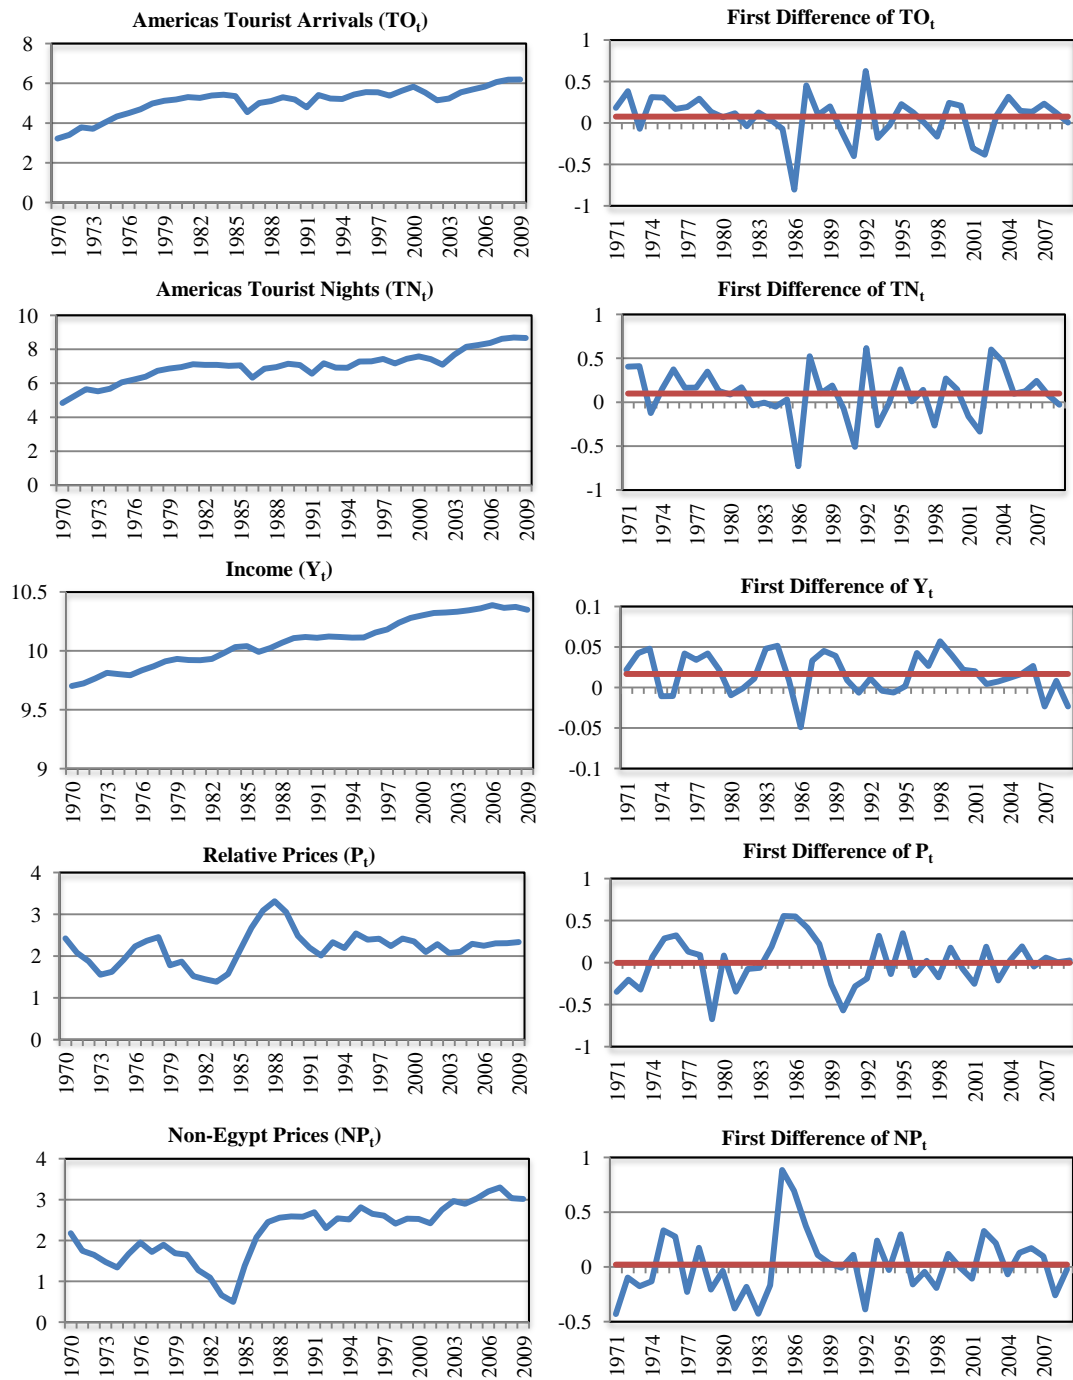 Americas Tourist Arrivals (TOt)
8
6
4
2
0
1970 1973 1976 1979 1982 1985 1988 1991 1994 1997 2000 2003 2006 2009
First Difference of TOt
1
0.5
0
-0.5
-1
1971 1974 1977 1980 1983 1986 1989 1992 1995 1998 2001 2004 2007
Americas Tourist Nights (TNt)
10
8
6
4
2
0
1970 1973 1976 1979 1982 1985 1988 1991 1994 1997 2000 2003 2006 2009
First Difference of TNt
1
0.5
0
-0.5
-1
1971 1974 1977 1980 1983 1986 1989 1992 1995 1998 2001 2004 2007
Income (Yt)
10.5
10
9.5
9
1970 1973 1976 1979 1982 1985 1988 1991 1994 1997 2000 2003 2006 2009
First Difference of Yt
0.1
0.05
0
-0.05
-0.1
1971 1974 1977 1980 1983 1986 1989 1992 1995 1998 2001 2004 2007
Relative Prices (Pt)
4
3
2
1
0
1970 1973 1976 1979 1982 1985 1988 1991 1994 1997 2000 2003 2006 2009
First Difference of Pt
1
0.5
0
-0.5
-1
1971 1974 1977 1980 1983 1986 1989 1992 1995 1998 2001 2004 2007
Non-Egypt Prices (NPt)
4
3
2
1
0
1970 1973 1976 1979 1982 1985 1988 1991 1994 1997 2000 2003 2006 2009
First Difference of NPt
1
0.5
0
-0.5
1971 1974 1977 1980 1983 1986 1989 1992 1995 1998 2001 2004 2007